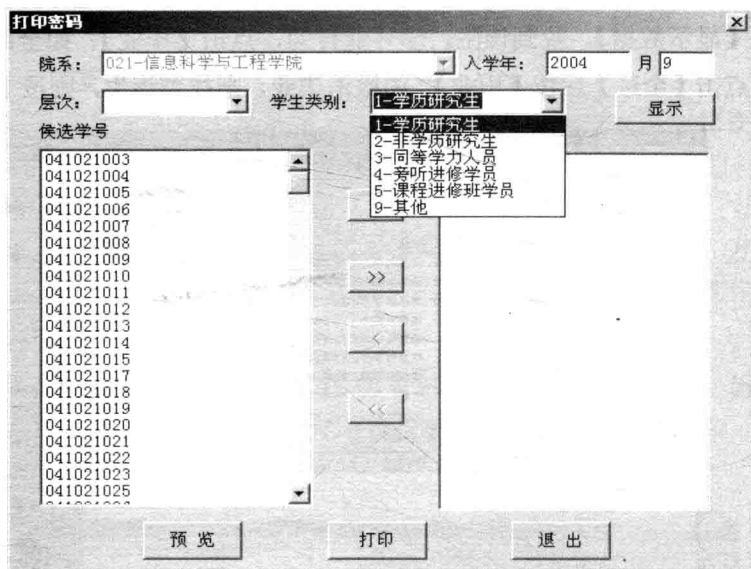 打印密码
院系： 021-信息科学与工程学院 入学年： 2004 月 9
层次： 学生类别： 1-学历研究生 显示
候选学号
1-学历研究生
2-非学历研究生
3-同等学力人员
4-旁听进修学员
5-课程进修班学员
9-其他
041021003
041021004
041021005
041021006
041021007
041021008
041021009
041021010
041021011
041021012
041021013
041021014
041021015
041021017
041021018
041021019
041021020
041021021
041021022
041021023
041021025
>>
<
<<
预 览 打印 退 出